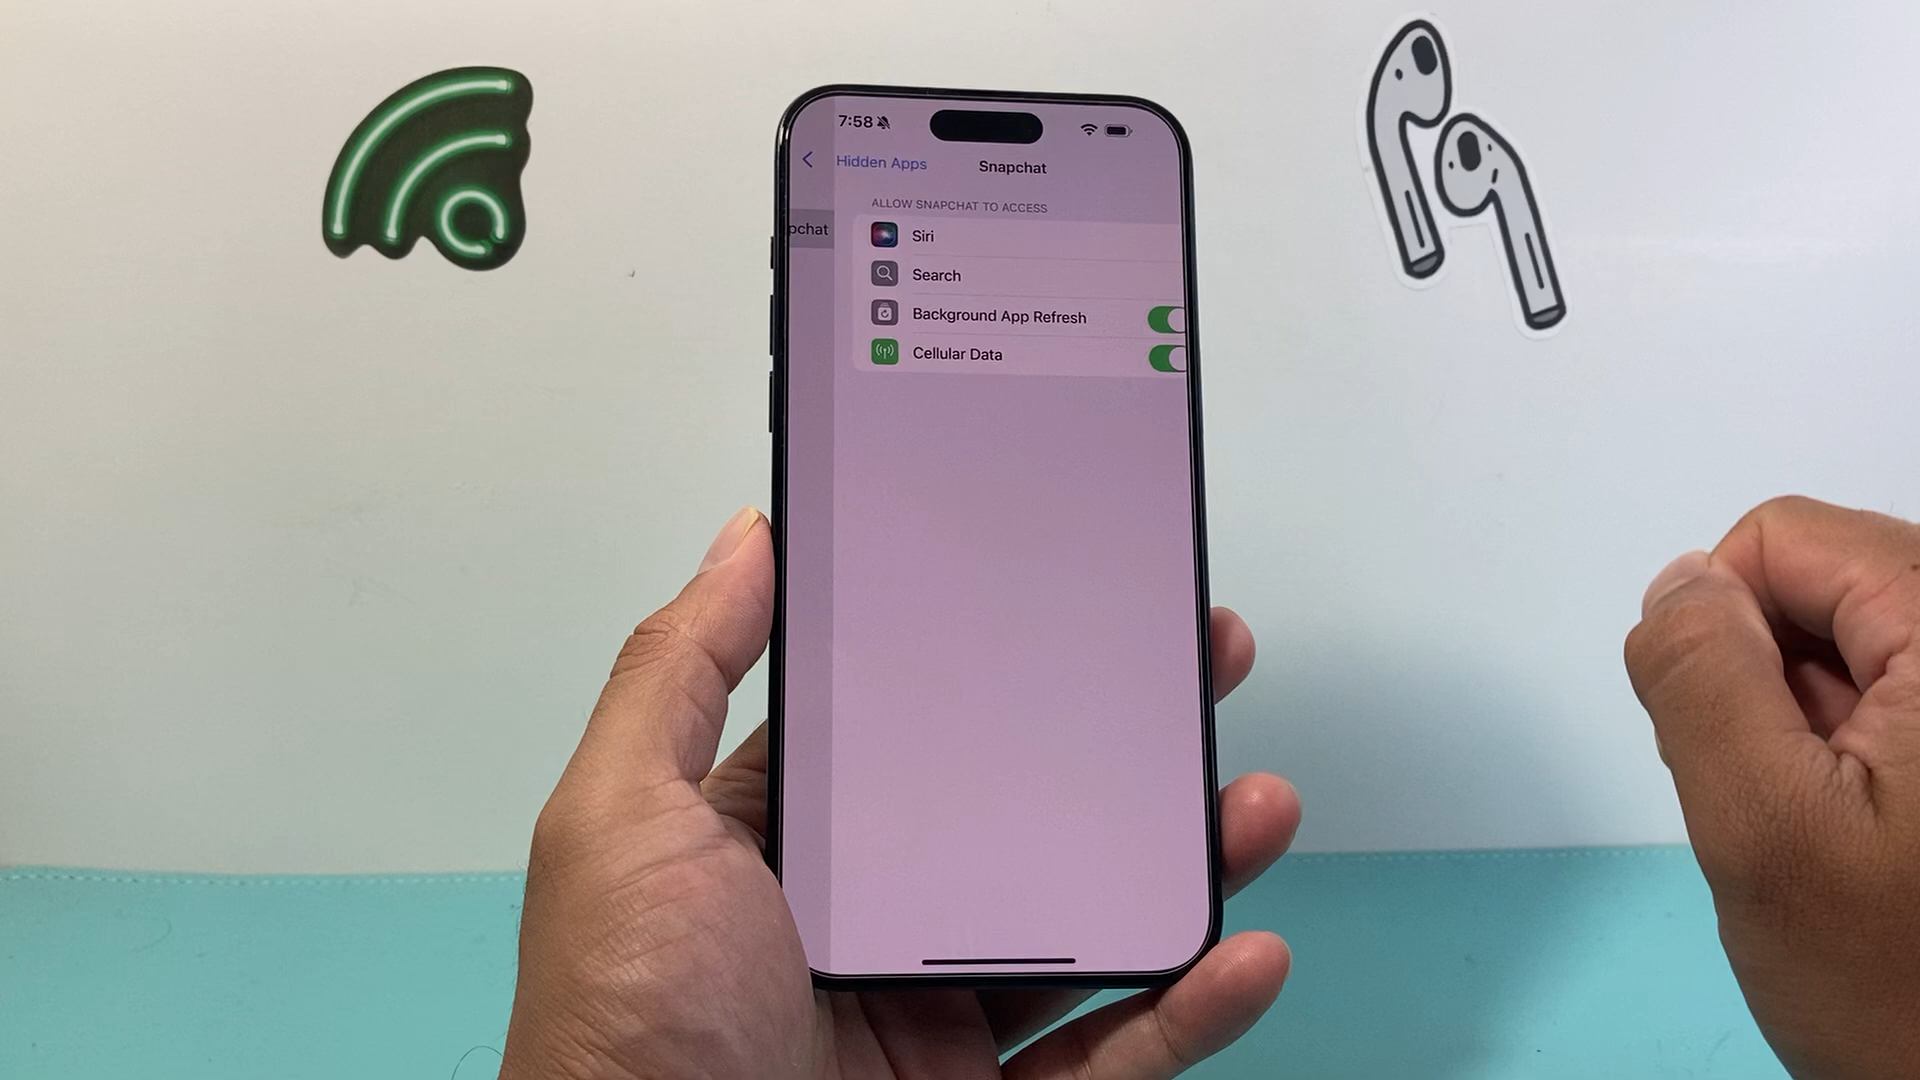 7:58
Hidden Apps Snapchat
ALLOW SNAPCHAT TO ACCESS
pchat
Siri
Search
Background App Refresh
Cellular Data